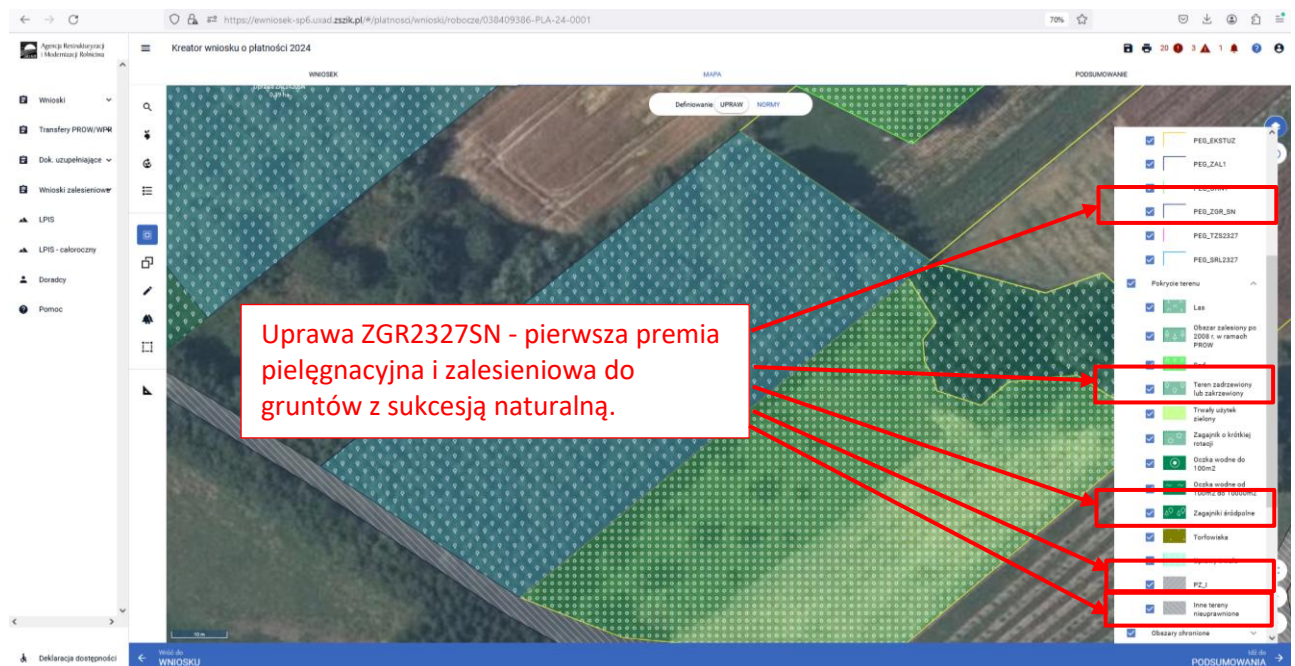 https://ewniosek-sp6.uxad.zszik.pl/#/platnosci/wnioski/robocze/038409386-PLA-24-0001
70%
Agencja Restrukturyzacji
i Modernizacji Rolnictwa
Kreator wniosku o płatności 2024
20
3
1
WNIOSEK
MAPA
PODSUMOWANIE
Definiowanie UPRAW NORMY
0,39 ha
Wnioski
Transfery PROW/WPR
Dok. uzupełniające
Wnioski zalesieniowe
LPIS
LPIS - całoroczny
Doradcy
Pomoc
Uprawa ZGR2327SN - pierwsza premia
pielęgnacyjna i zalesieniowa do
gruntów z sukcesją naturalną.
PEG_EKSTUZ
PEG_ZAL1
PEG_ZGR_SN
PEG_TZS2327
PEG_SRL2327
Pokrycie terenu
Las
Obszar zalesiony po
2008 r. w ramach
PROW
Teren zadrzewiony
lub zakrzewiony
Trwały użytek
zielony
Zagajnik o krótkiej
rotacji
Oczka wodne do
100m2
Oczka wodne od
100m2 do 10000m2
Zagajniki śródpolne
Torfowiska
PZ_I
Inne tereny
nieuprawnione
Obszary chronione
10 m
Deklaracja dostępności
Wróć do
WNIOSKU
Idź do
PODSUMOWANIA